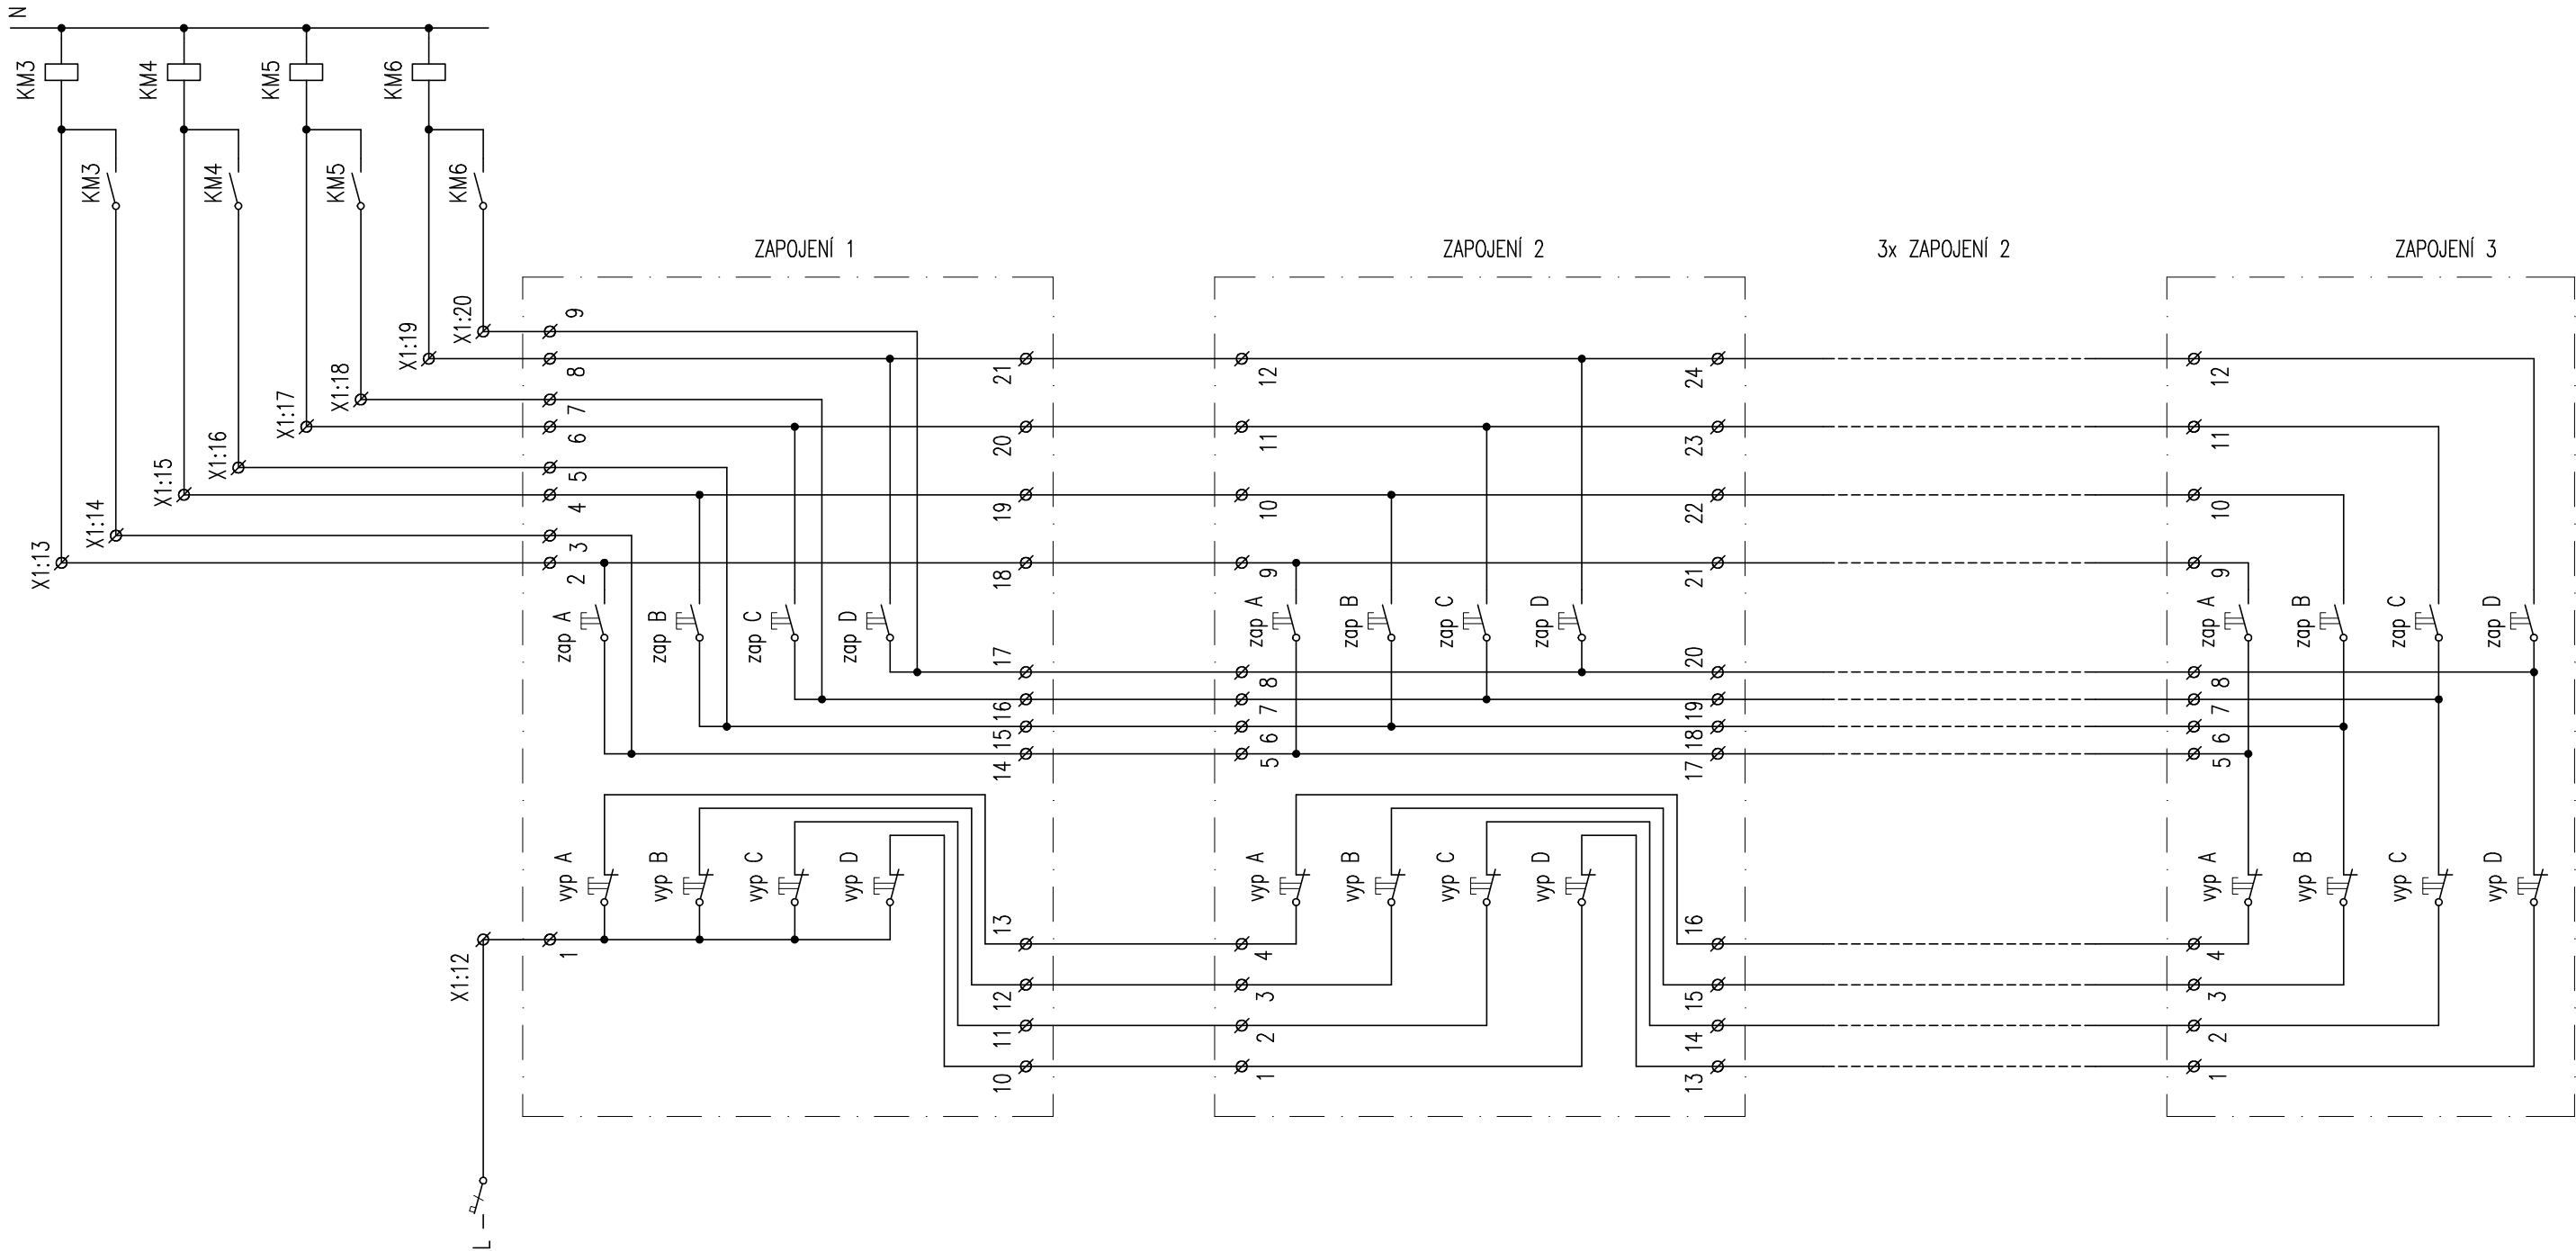 N
KM3
KM4
KM5
KM6
KM3
KM4
KM5
KM6
ZAPOJENÍ 1
ZAPOJENÍ 2
3x ZAPOJENÍ 2
ZAPOJENÍ 3
X1:20
X1:19
X1:18
X1:17
X1:16
X1:15
X1:14
X1:13
9
8
7
6
5
4
3
2
21
20
19
18
12
11
10
9
24
23
22
21
12
11
10
9
zap A
zap B
zap C
zap D
zap A
zap B
zap C
zap D
zap A
zap B
zap C
zap D
17
16
15
14
8
7
6
5
20
19
18
17
8
7
6
5
vyp A
vyp B
vyp C
vyp D
vyp A
vyp B
vyp C
vyp D
vyp A
vyp B
vyp C
vyp D
X1:12
1
13
12
11
10
4
3
2
1
16
15
14
13
4
3
2
1
L